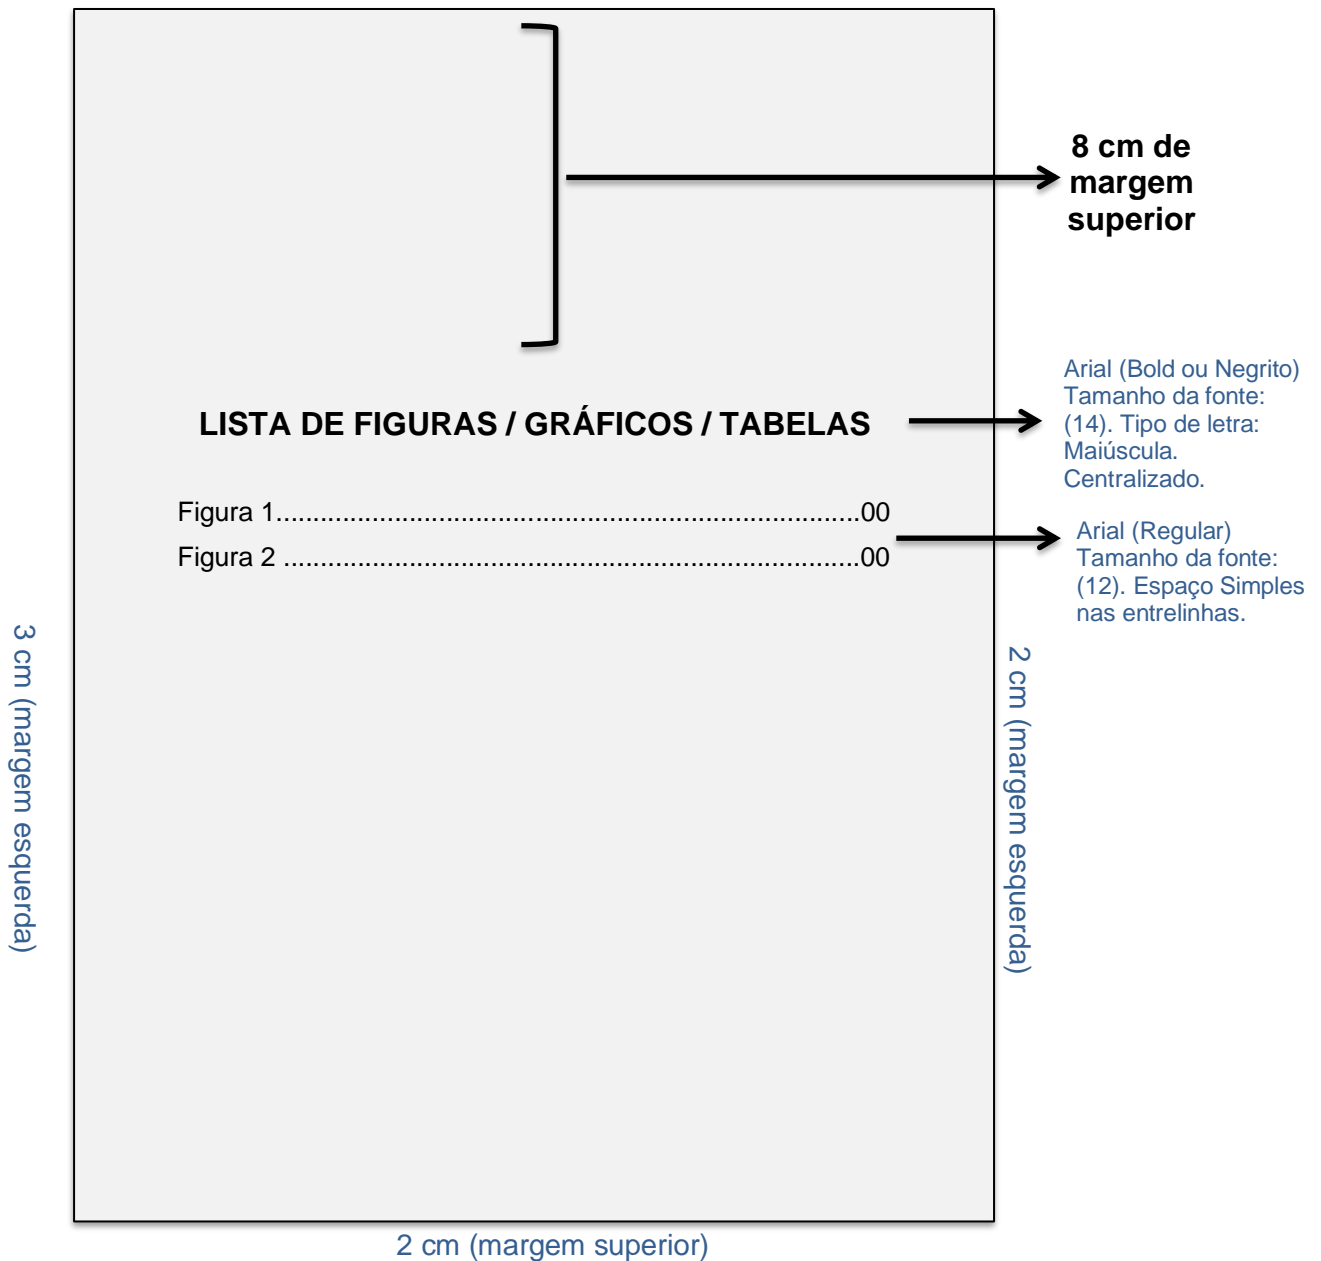 8 cm de
margem
superior
LISTA DE FIGURAS / GRÁFICOS / TABELAS
Arial (Bold ou Negrito)
Tamanho da fonte:
(14). Tipo de letra:
Maiúscula.
Centralizado.
Figura 1................................................................................00
Figura 2 ...............................................................................00
Arial (Regular)
Tamanho da fonte:
(12). Espaço Simples
nas entrelinhas.
3 cm (margem esquerda)
2 cm (margem esquerda)
2 cm (margem superior)